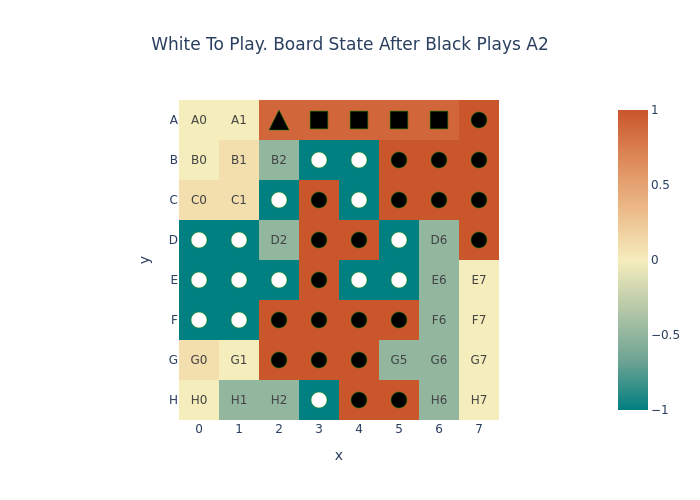 White To Play. Board State After Black Plays A2
A A0 A1 1
B B0 B1 B2
C C0 C1 0.5
D D2 D6
y E E6 E7 0
F F6 F7
G G0 G1 G5 G6 G7 −0.5
H H0 H1 H2 H6 H7 −1
0 1 2 3 4 5 6 7
x